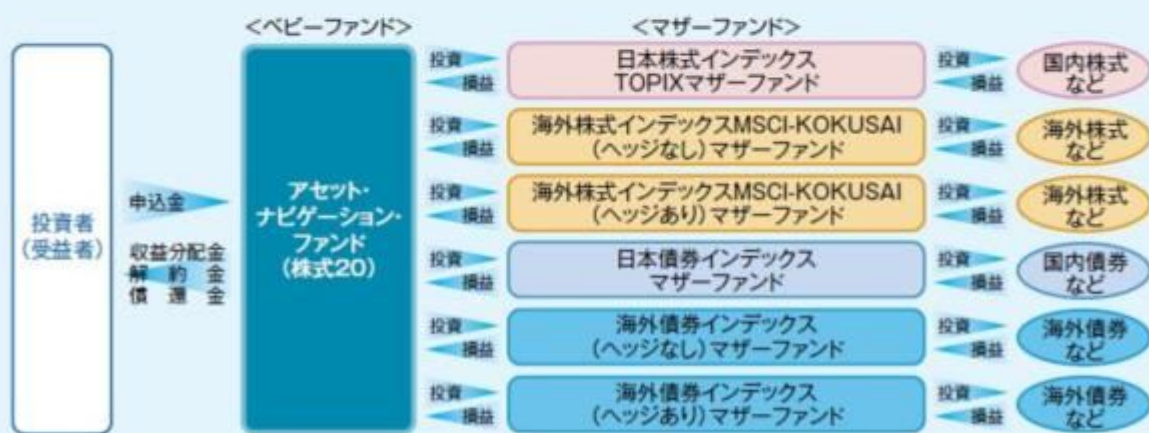 <ベビーファンド>
<マザーファンド>
投資者
(受益者)
申込金
収益分配金
解約金
償還金
アセット・
ナビゲーション・
ファンド
(株式20)
投資
損益
日本株式インデックス
TOPIXマザーファンド
投資
損益
国内株式
など
投資
損益
海外株式インデックスMSCI-KOKUSAI
(ヘッジなし)マザーファンド
投資
損益
海外株式
など
投資
損益
海外株式インデックスMSCI-KOKUSAI
(ヘッジあり)マザーファンド
投資
損益
海外株式
など
投資
損益
日本債券インデックス
マザーファンド
投資
損益
国内債券
など
投資
損益
海外債券インデックス
(ヘッジなし)マザーファンド
投資
損益
海外債券
など
投資
損益
海外債券インデックス
(ヘッジあり)マザーファンド
投資
損益
海外債券
など